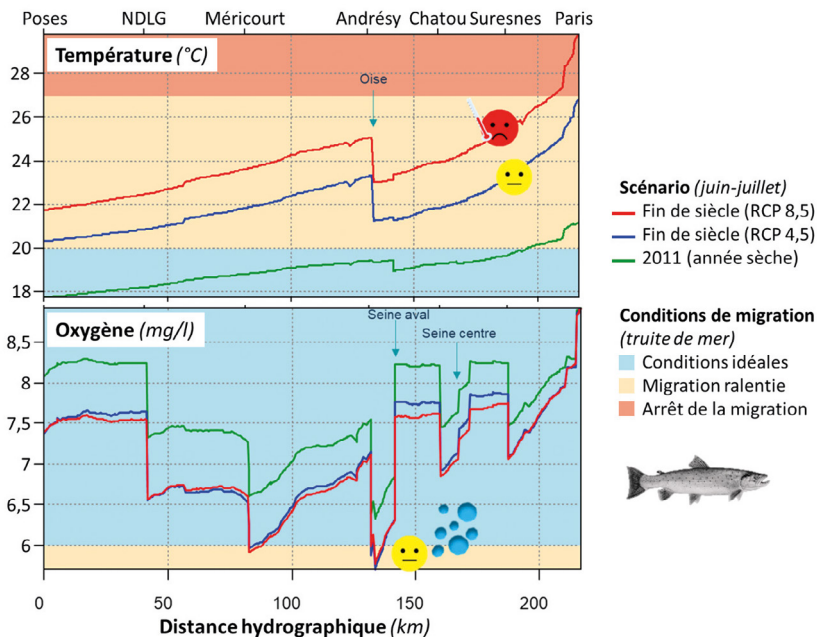 Poses NDLG Méricourt Andrésy Chatou Suresnes Paris
Température (°C)
28
26
24
22
20
18
Oise
Oxygène (mg/l)
8,5
8
7,5
7
6,5
6
Seine aval
Seine centre
0 50 100 150 200
Distance hydrographique (km)
Scénario (juin-juillet)
Fin de siècle (RCP 8,5)
Fin de siècle (RCP 4,5)
2011 (année sèche)
Conditions de migration
(truite de mer)
Conditions idéales
Migration ralentie
Arrêt de la migration